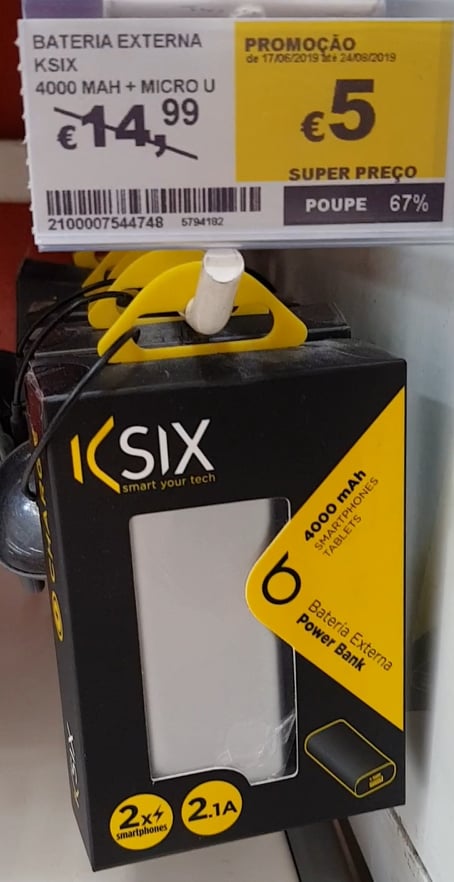 BATERIA EXTERNA
KSIX
4000 MAH + MICRO U
€14,99
2100007544748 5794182
PROMOÇÃO
de 17/06/2019 até 24/06/2019
€5
SUPER PREÇO
POUPE 67%
KSIX
smart your tech
4000 mAh
SMARTPHONES
TABLETS
Bateria Externa
Power Bank
2x
smartphones
2.1A